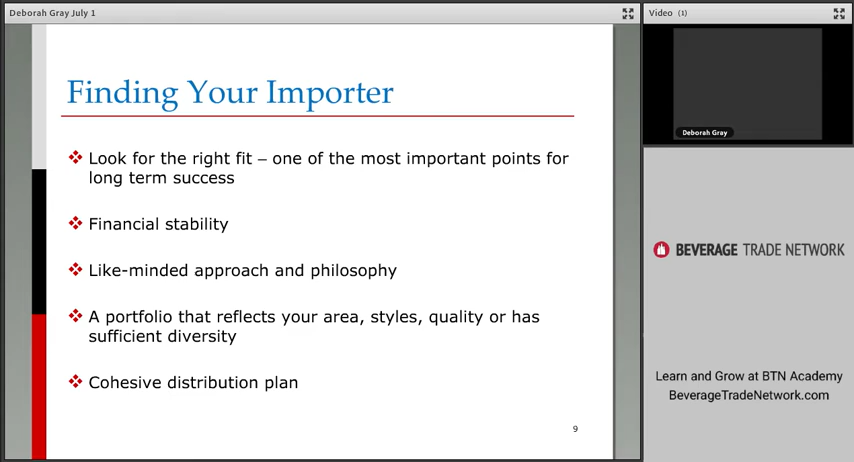 Deborah Gray July 1
Video (1)
Finding Your Importer
Look for the right fit – one of the most important points for
long term success
Financial stability
Like-minded approach and philosophy
A portfolio that reflects your area, styles, quality or has
sufficient diversity
Cohesive distribution plan
9
Deborah Gray
BEVERAGE TRADE NETWORK
Learn and Grow at BTN Academy
BeverageTradeNetwork.com